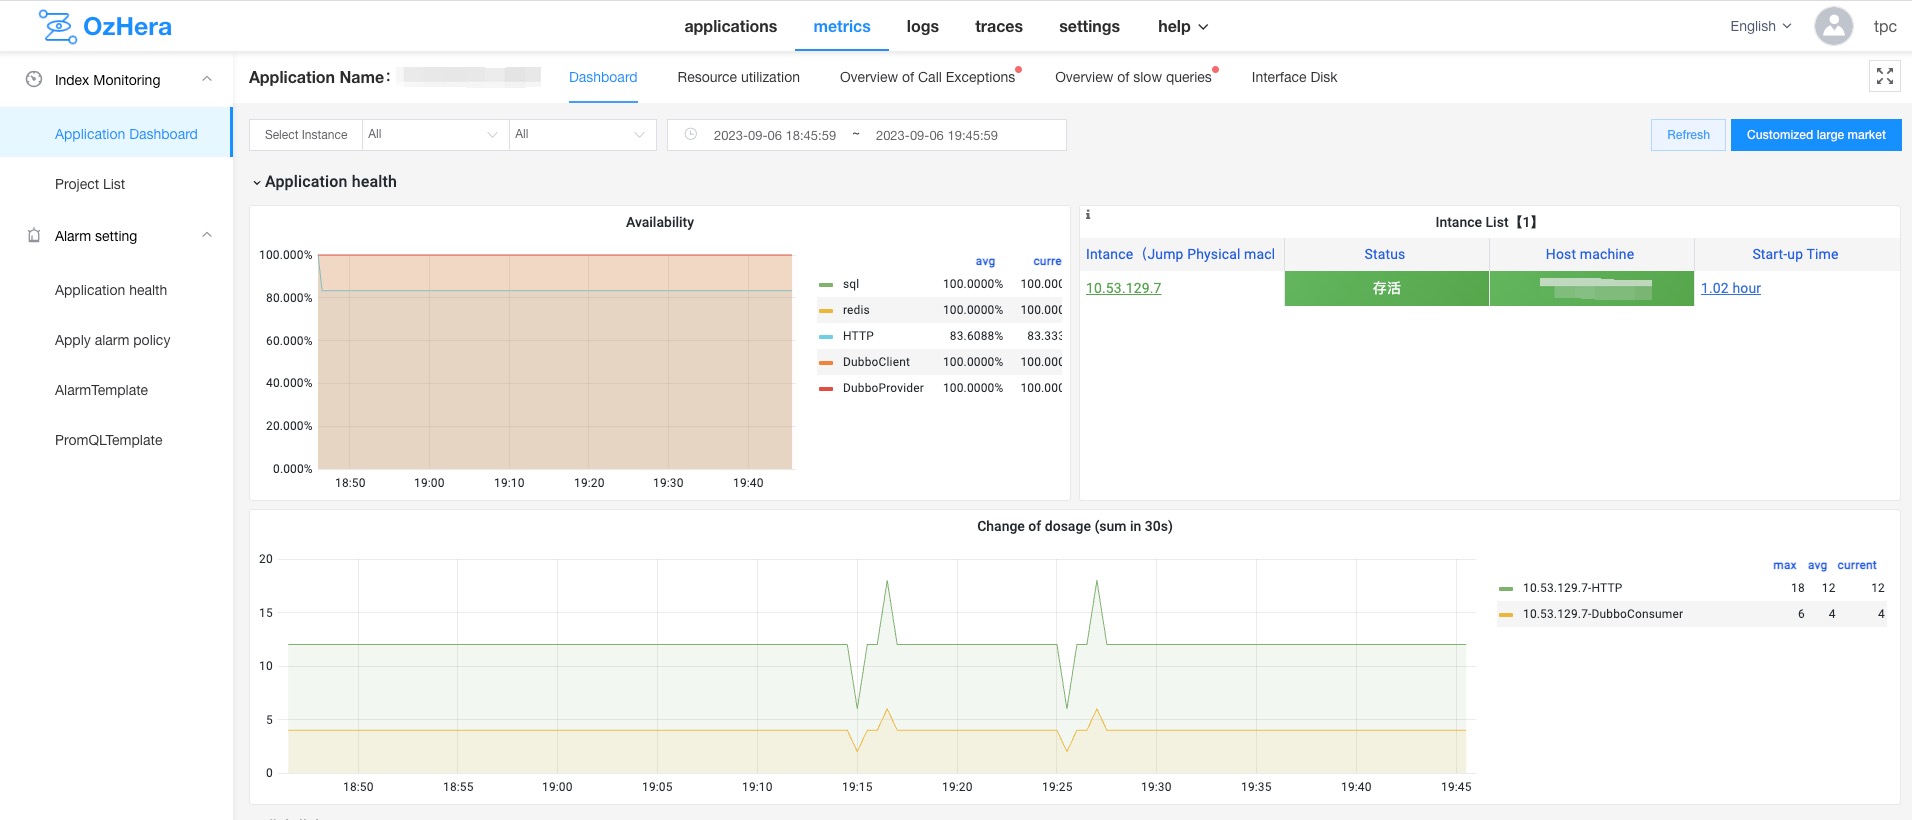 OzHera
applications metrics logs traces settings help
English tpc
Index Monitoring
Application Dashboard
Project List
Alarm setting
Application health
Apply alarm policy
AlarmTemplate
PromQLTemplate
Application Name: Dashboard Resource utilization Overview of Call Exceptions Overview of slow queries Interface Disk
Select Instance All All 2023-09-06 18:45:59 ~ 2023-09-06 19:45:59 Refresh Customized large market
Application health
Availability
100.000%
80.000%
60.000%
40.000%
20.000%
0.000%
18:50 19:00 19:10 19:20 19:30 19:40
avg curre
sql 100.0000% 100.000
redis 100.0000% 100.000
HTTP 83.6088% 83.333
DubboClient 100.0000% 100.000
DubboProvider 100.0000% 100.000
i
Intance List【1】
Intance（Jump Physical macl Status Host machine Start-up Time
10.53.129.7 存活 1.02 hour
Change of dosage (sum in 30s)
20
15
10
5
0
18:50 18:55 19:00 19:05 19:10 19:15 19:20 19:25 19:30 19:35 19:40 19:45
max avg current
10.53.129.7-HTTP 18 12 12
10.53.129.7-DubboConsumer 6 4 4